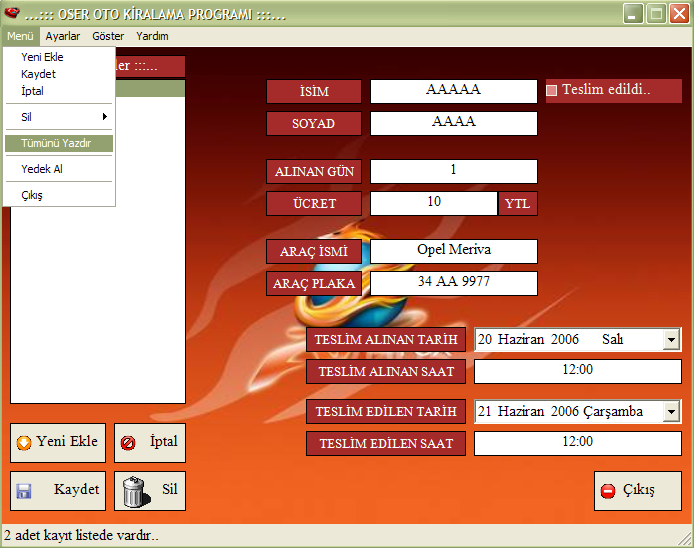 ...::: OSER OTO KİRALAMA PROGRAMI :::...
Menü Ayarlar Göster Yardım
Yeni Ekle
Kaydet
İptal
Sil
Tümünü Yazdır
Yedek Al
Çıkış
:::...
İSİM AAAAA Teslim edildi..
SOYAD AAAA
ALINAN GÜN 1
ÜCRET 10 YTL
ARAÇ İSMİ Opel Meriva
ARAÇ PLAKA 34 AA 9977
TESLİM ALINAN TARİH 20 Haziran 2006 Salı
TESLİM ALINAN SAAT 12:00
TESLİM EDİLEN TARİH 21 Haziran 2006 Çarşamba
TESLİM EDİLEN SAAT 12:00
Yeni Ekle İptal
Kaydet Sil Çıkış
2 adet kayıt listede vardır..